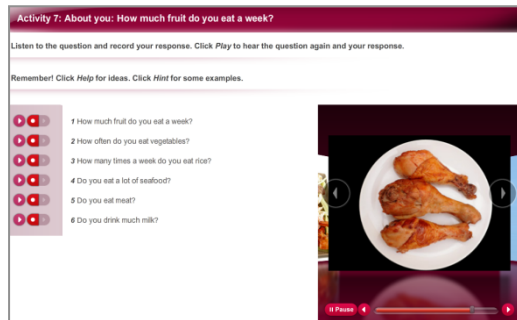 Activity 7: About you: How much fruit do you eat a week?
Listen to the question and record your response. Click Play to hear the question again and your response.
Remember! Click Help for ideas. Click Hint for some examples.
1 How much fruit do you eat a week?
2 How often do you eat vegetables?
3 How many times a week do you eat rice?
4 Do you eat a lot of seafood?
5 Do you eat meat?
6 Do you drink much milk?
Pause